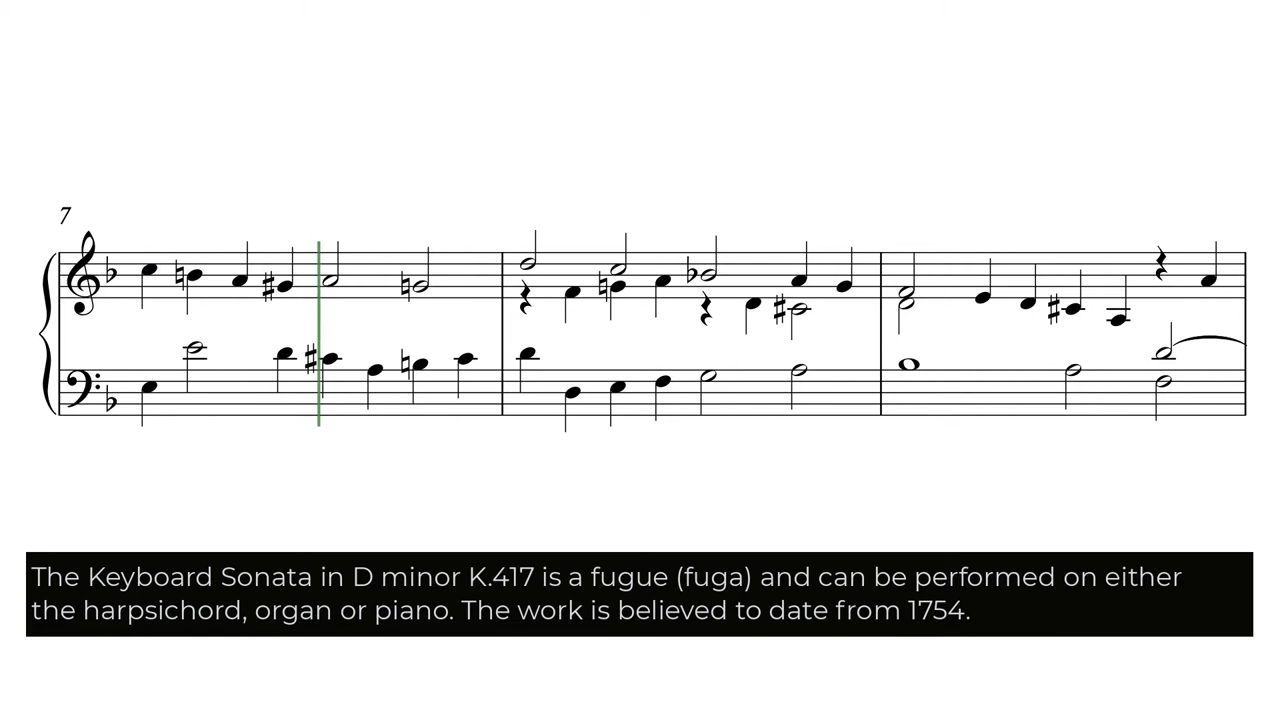 7
The Keyboard Sonata in D minor K.417 is a fugue (fuga) and can be performed on either
the harpsichord, organ or piano. The work is believed to date from 1754.